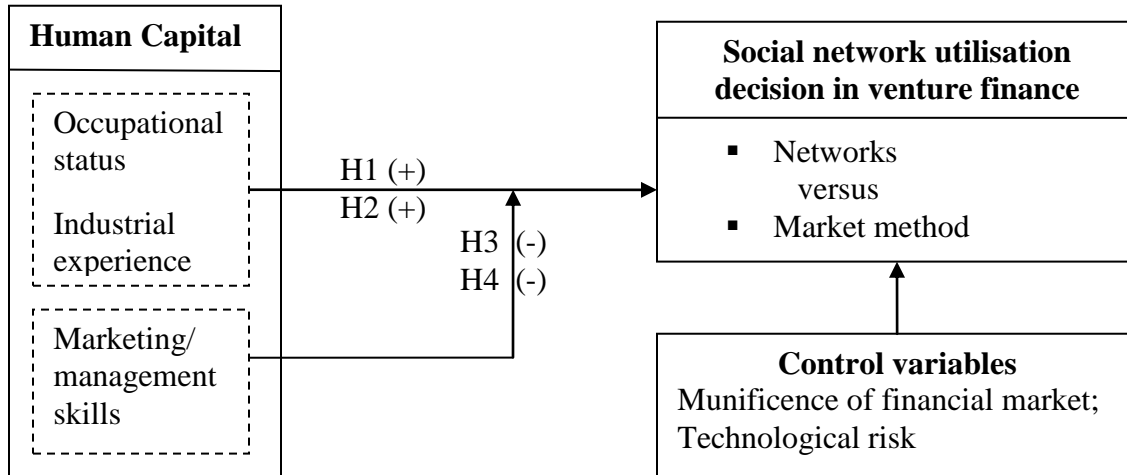 Human Capital
Occupational
status
Industrial
experience
Marketing/
management
skills
H1 (+)
H2 (+)
H3 (-)
H4 (-)
Social network utilisation
decision in venture finance
▪ Networks
versus
▪ Market method
Control variables
Munificence of financial market;
Technological risk